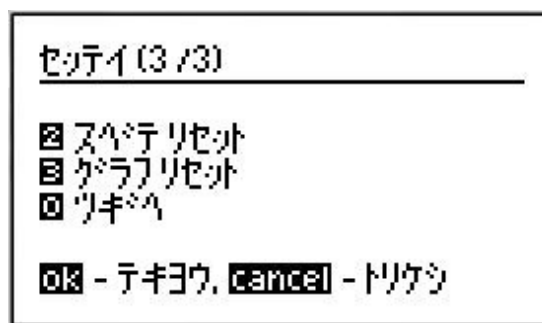 セッテイ (3 /3)
2 スベテ リセット
3 グラフ リセット
0 ツギヘ
ok - テキヨウ, cancel - トリケシ